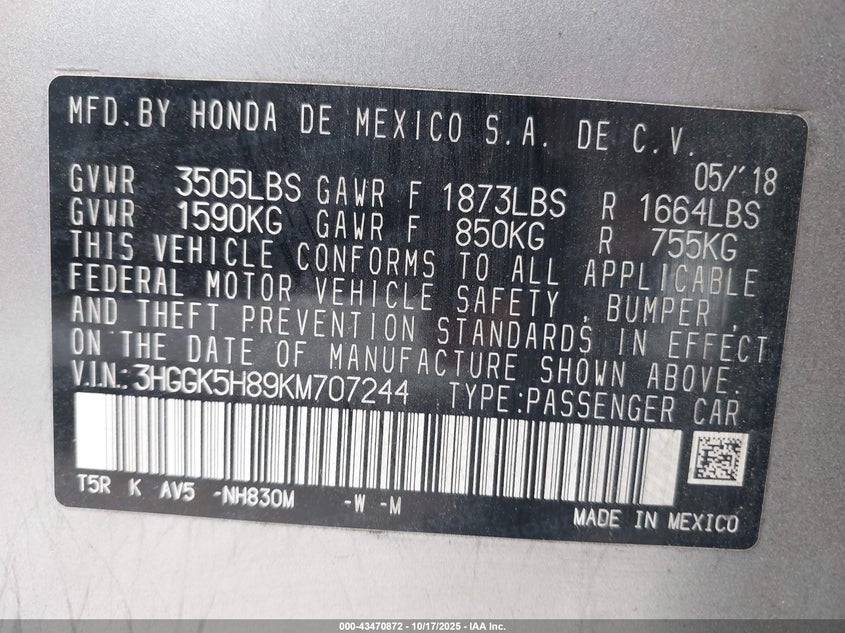 MFD. BY HONDA DE MEXICO S.A. DE C.V.
05/'18
GVWR 3505LBS GAWR F 1873LBS R 1664LBS
GVWR 1590KG GAWR F 850KG R 755KG
THIS VEHICLE CONFORMS TO ALL APPLICABLE
FEDERAL MOTOR VEHICLE SAFETY , BUMPER ,
AND THEFT PREVENTION STANDARDS IN EFFECT
ON THE DATE OF MANUFACTURE SHOWN ABOVE.
V.I.N.: 3HGGK5H89KM707244 TYPE:PASSENGER CAR
T5R K AV5 -NH830M -W -M
MADE IN MEXICO
000-43470872 | 10/17/2025 | IAA Inc.